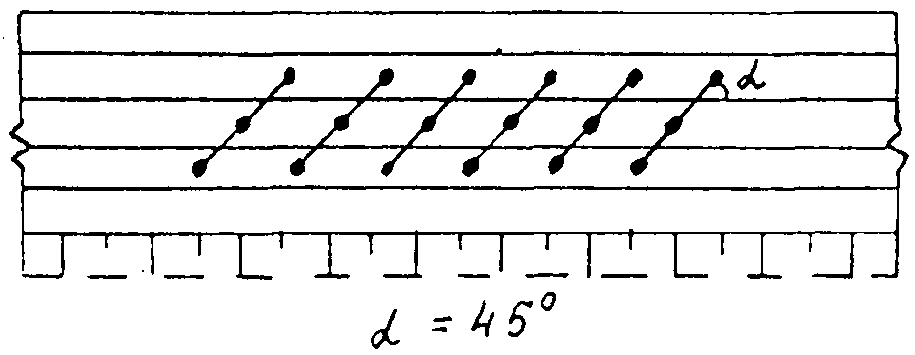 α
α = 45°